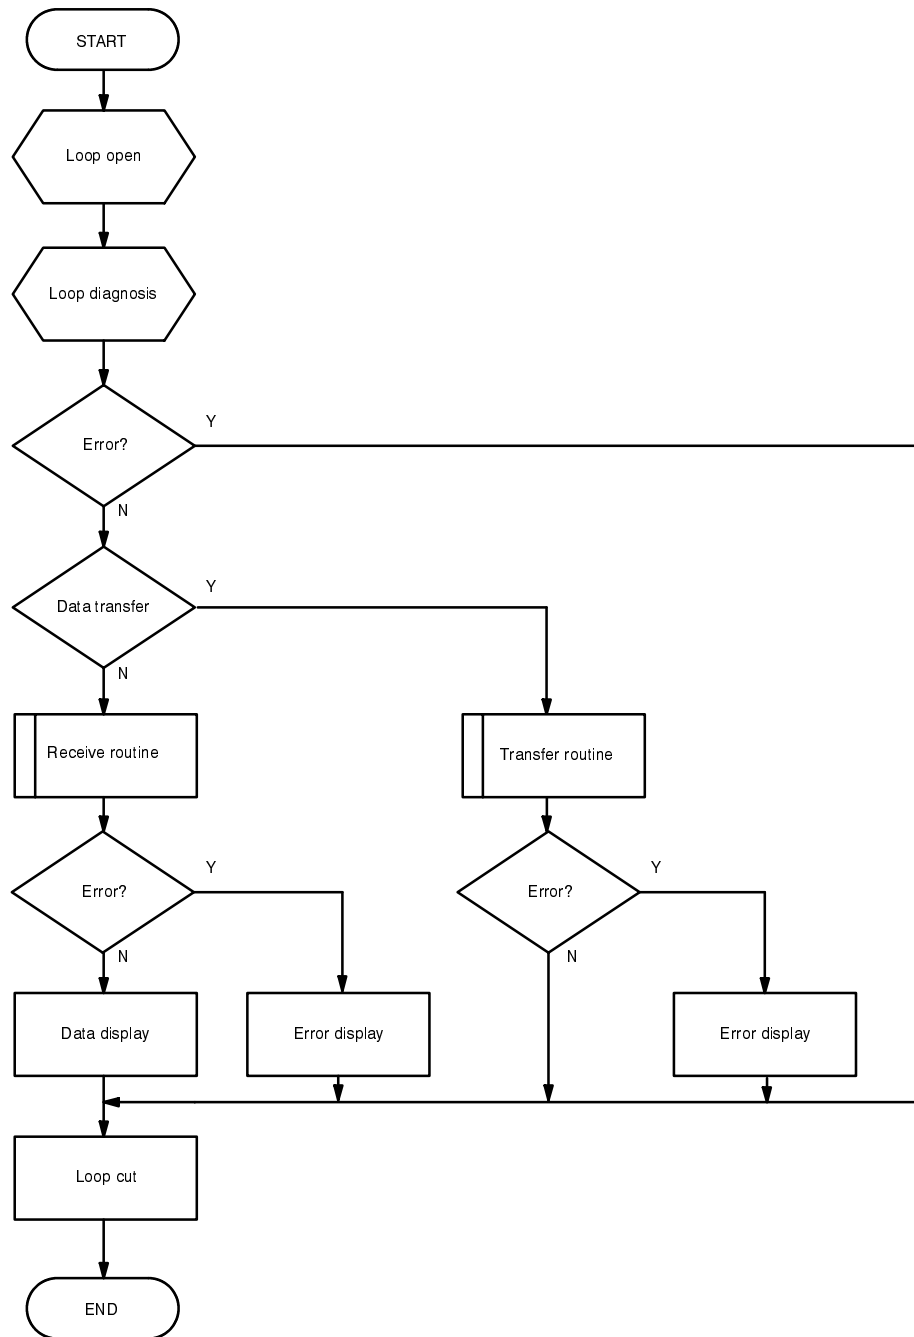 START
Loop open
Loop diagnosis
Y
Error?
N
Y
Data transfer
N
Receive routine
Transfer routine
Y
Y
Error?
Error?
N
N
Data display
Error display
Error display
Loop cut
END